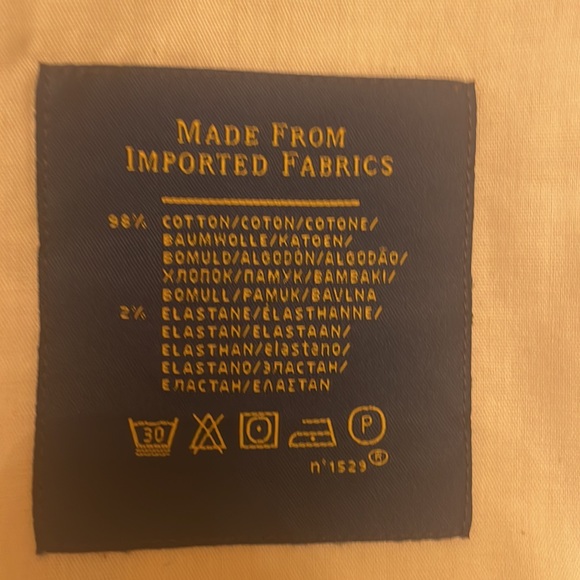 MADE FROM
IMPORTED FABRICS
98% COTTON/COTON/COTONE/
BAUMWOLLE/KATOEN/
BOMULD/ALGODÓN/ALGODÃO/
ХЛОПОК/ПАМУК/BAMBAKI/
BOMULL/PAMUK/BAVLNA
2% ELASTANE/ÉLASTHANNE/
ELASTAN/ELASTAAN/
ELASTHAN/elastano/
ELASTANO/ЭЛАСТАН/
ЕЛАСТАН/ΕΛΑΣΤΑΝ
30 P
n°1529®